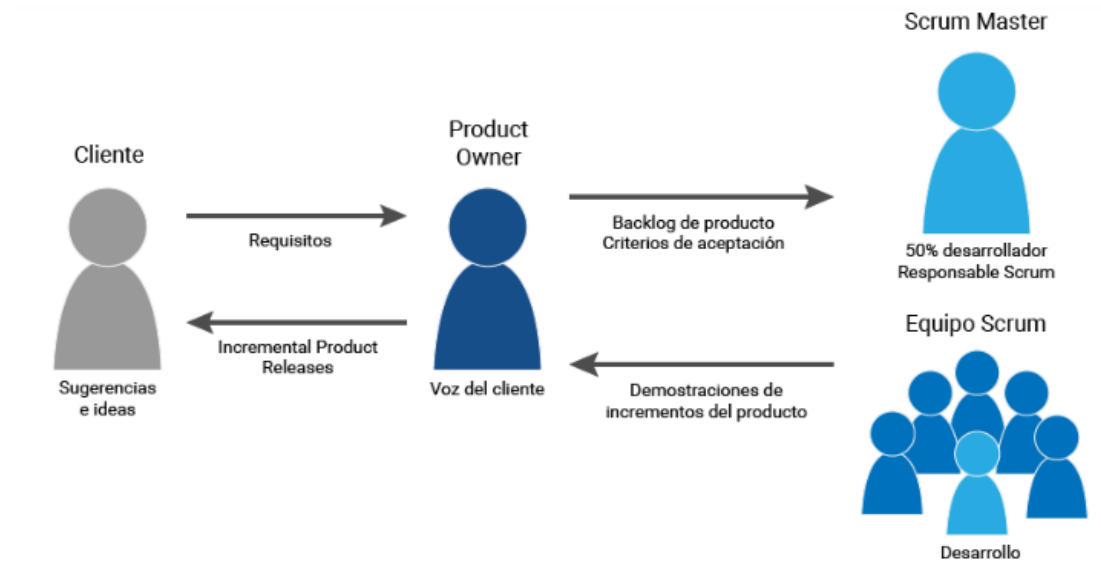 Scrum Master
Product
Owner
Cliente
Requisitos
Backlog de producto
Criterios de aceptación
50% desarrollador
Responsable Scrum
Equipo Scrum
Incremental Product
Releases
Sugerencias
e ideas
Voz del cliente
Demostraciones de
incrementos del producto
Desarrollo